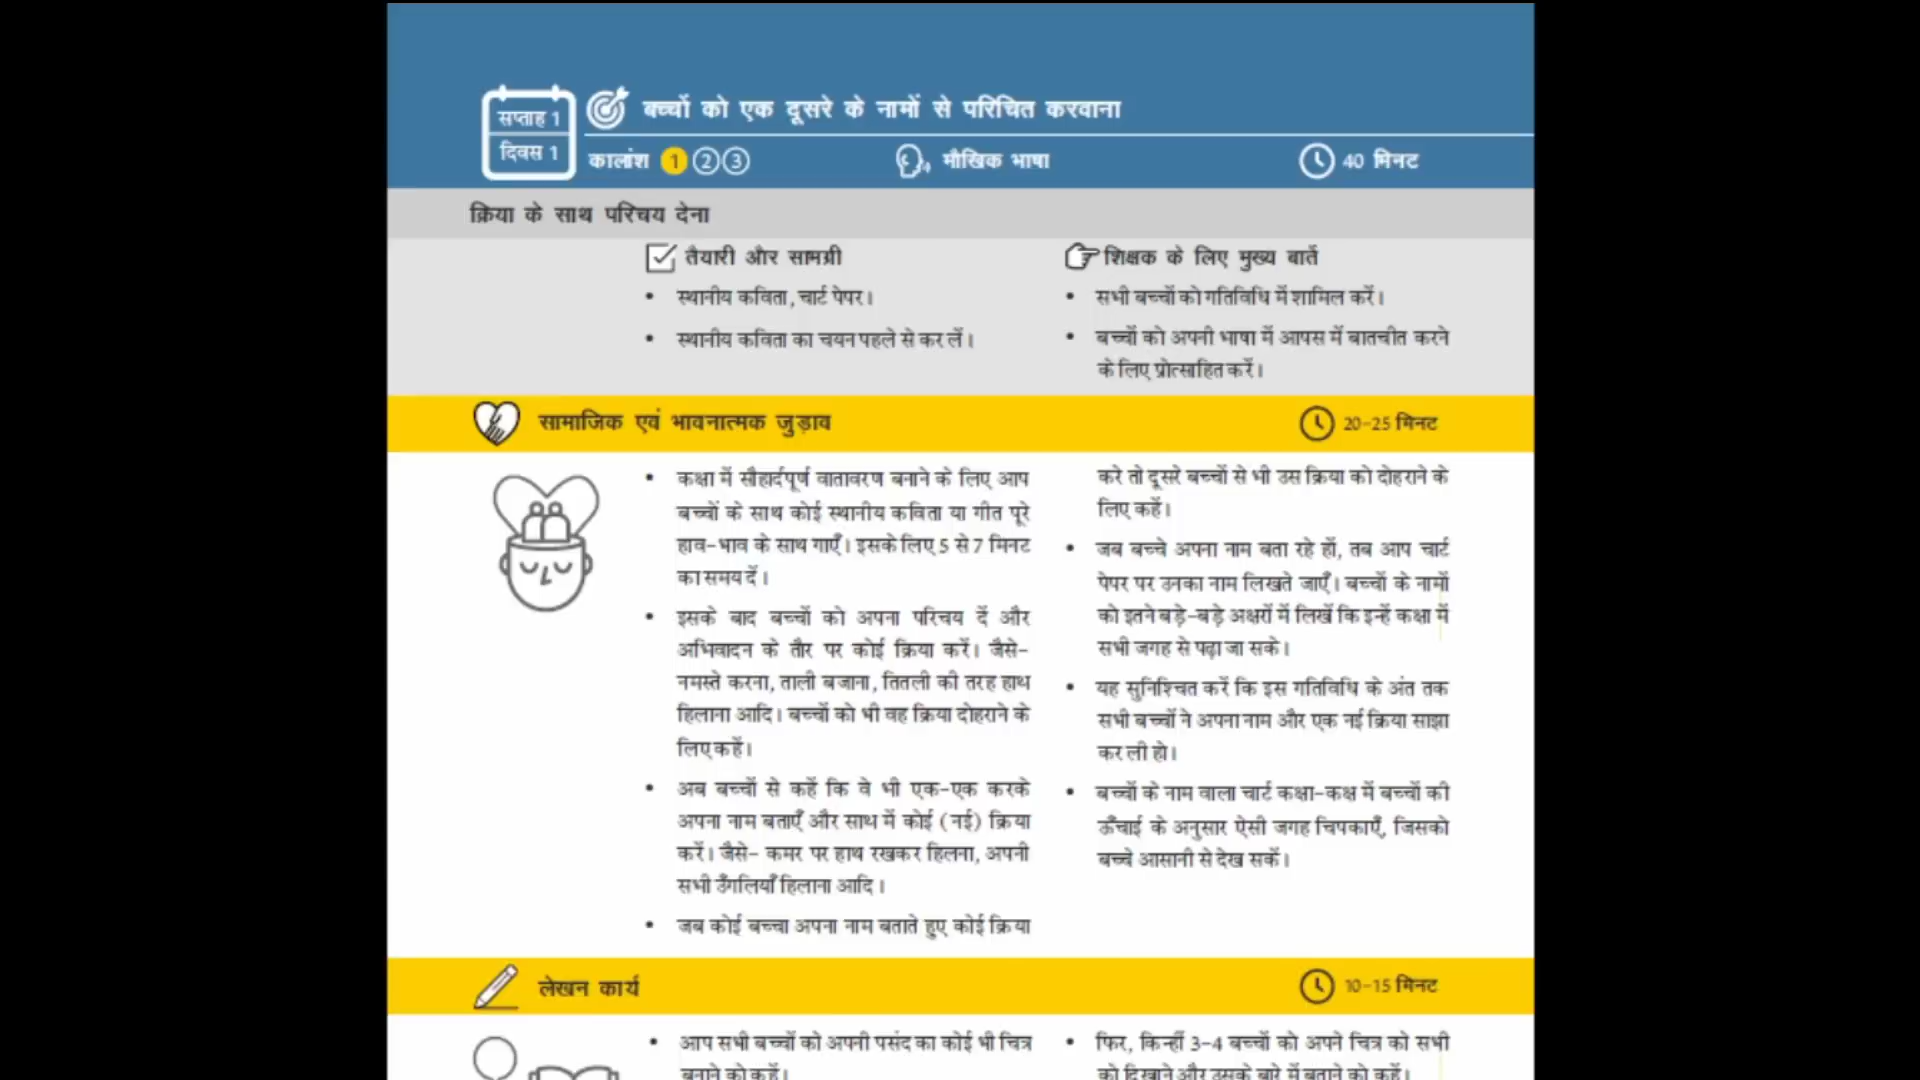 सप्ताह 1
दिवस 1
बच्चों को एक दूसरे के नामों से परिचित करवाना
कालांश 1 2 3
मौखिक भाषा
40 मिनट
क्रिया के साथ परिचय देना
तैयारी और सामग्री
• स्थानीय कविता, चार्ट पेपर।
• स्थानीय कविता का चयन पहले से कर लें।
शिक्षक के लिए मुख्य बातें
• सभी बच्चों को गतिविधि में शामिल करें।
• बच्चों को अपनी भाषा में आपस में बातचीत करने
के लिए प्रोत्साहित करें।
सामाजिक एवं भावनात्मक जुड़ाव
20-25 मिनट
• कक्षा में सौहार्दपूर्ण वातावरण बनाने के लिए आप
बच्चों के साथ कोई स्थानीय कविता या गीत पूरे
हाव-भाव के साथ गाएँ। इसके लिए 5 से 7 मिनट
का समय दें।
• इसके बाद बच्चों को अपना परिचय दें और
अभिवादन के तौर पर कोई क्रिया करें। जैसे-
नमस्ते करना, ताली बजाना, तितली की तरह हाथ
हिलाना आदि। बच्चों को भी वह क्रिया दोहराने के
लिए कहें।
• अब बच्चों से कहें कि वे भी एक-एक करके
अपना नाम बताएँ और साथ में कोई (नई) क्रिया
करें। जैसे- कमर पर हाथ रखकर हिलना, अपनी
सभी उँगलियाँ हिलाना आदि।
• जब कोई बच्चा अपना नाम बताते हुए कोई क्रिया
करे तो दूसरे बच्चों से भी उस क्रिया को दोहराने के
लिए कहें।
• जब बच्चे अपना नाम बता रहे हों, तब आप चार्ट
पेपर पर उनका नाम लिखते जाएँ। बच्चों के नामों
को इतने बड़े-बड़े अक्षरों में लिखें कि इन्हें कक्षा में
सभी जगह से पढ़ा जा सके।
• यह सुनिश्चित करें कि इस गतिविधि के अंत तक
सभी बच्चों ने अपना नाम और एक नई क्रिया साझा
कर ली हो।
• बच्चों के नाम वाला चार्ट कक्षा-कक्ष में बच्चों की
ऊँचाई के अनुसार ऐसी जगह चिपकाएँ, जिसको
बच्चे आसानी से देख सकें।
लेखन कार्य
10-15 मिनट
• आप सभी बच्चों को अपनी पसंद का कोई भी चित्र
बनाने को कहें।
• फिर, किन्हीं 3-4 बच्चों को अपने चित्र को सभी
को दिखाने और उसके बारे में बताने को कहें।